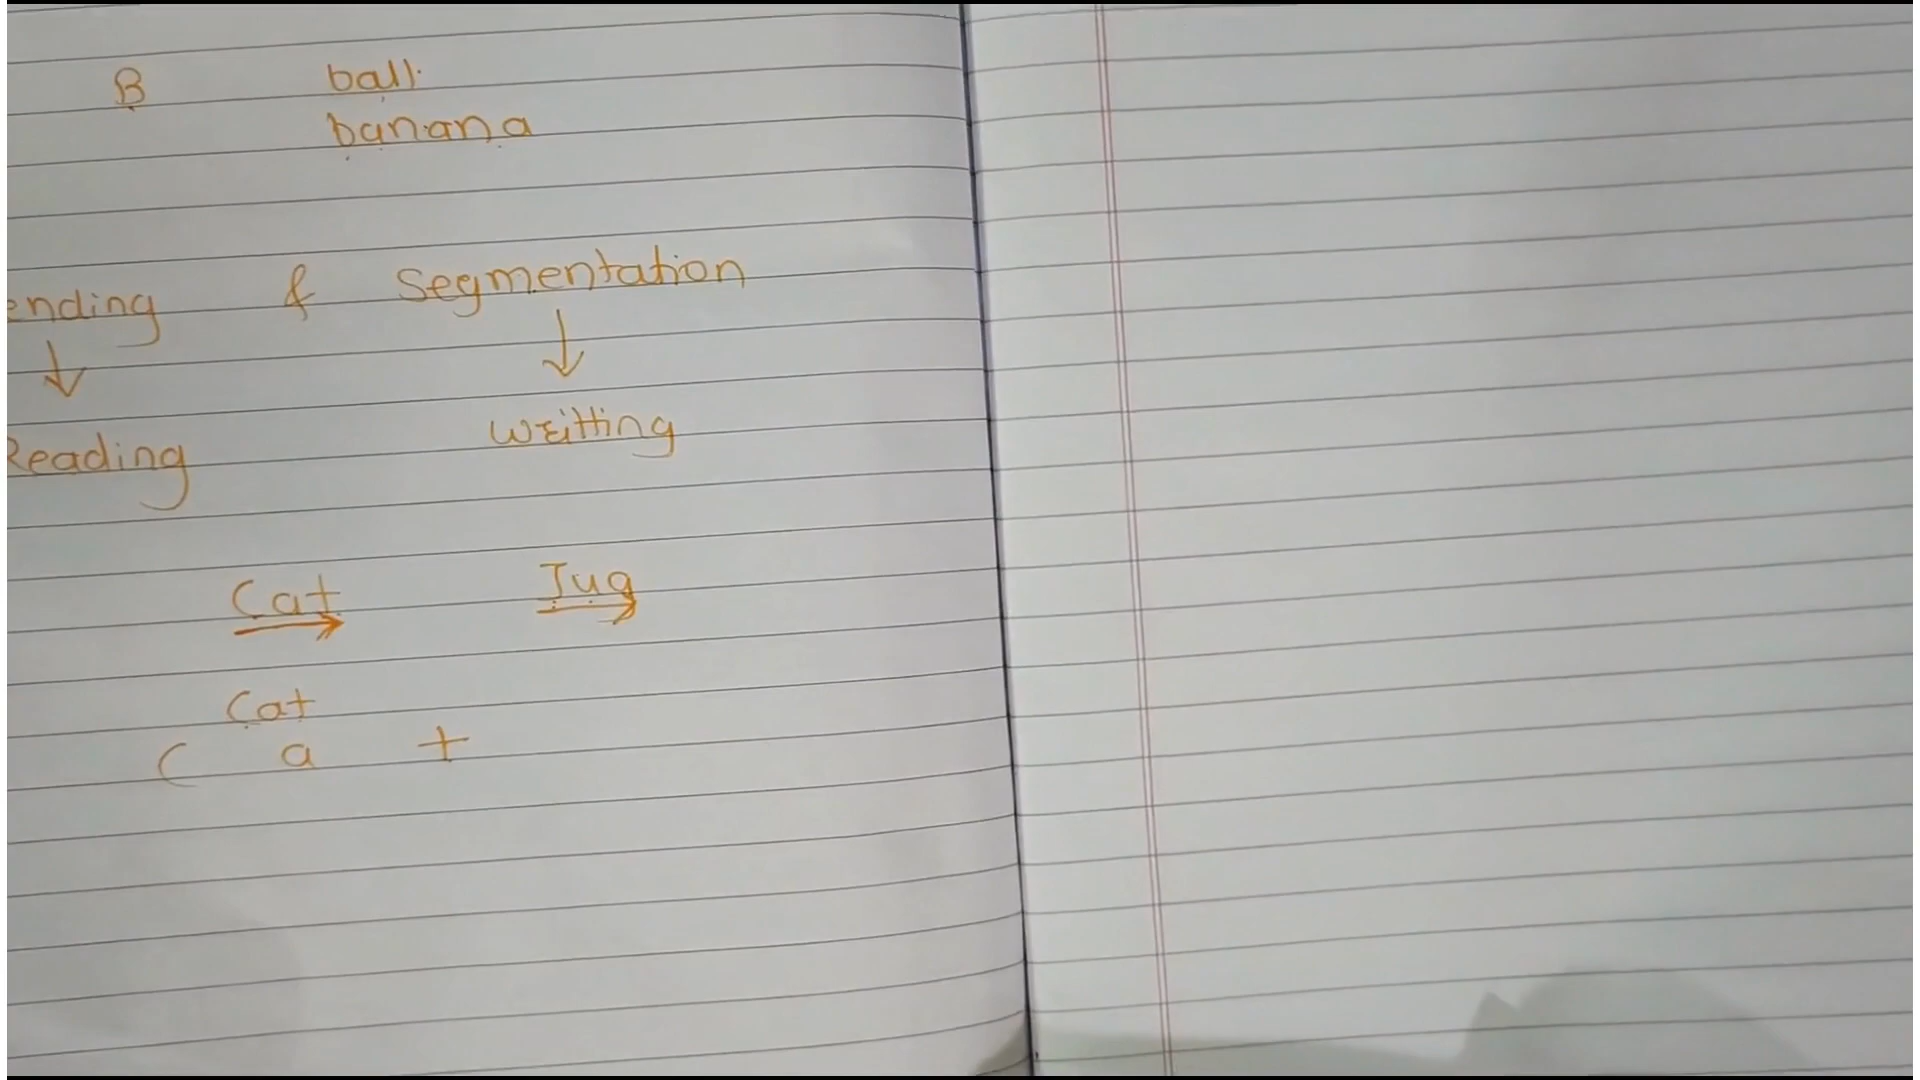 B ball
banana
ending & Segmentation
Reading writting
Cat Jug
Cat
C a t